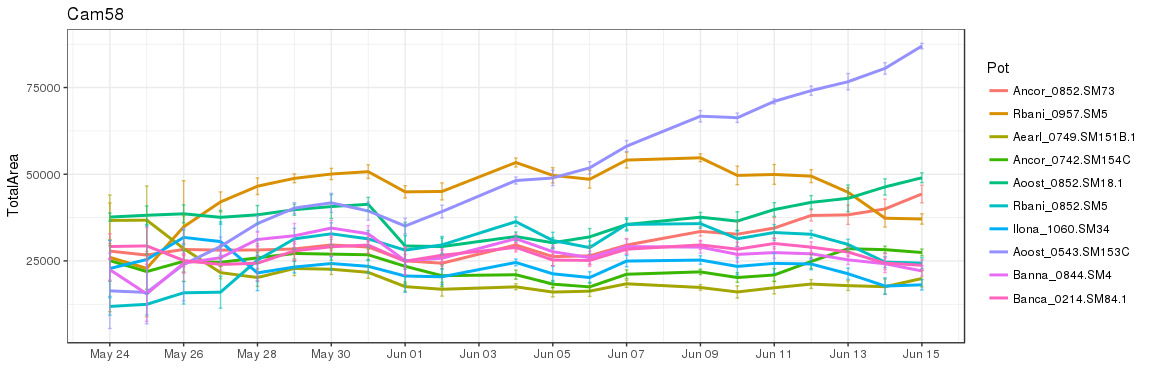 Cam58
TotalArea
75000
50000
25000
May 24 May 26 May 28 May 30 Jun 01 Jun 03 Jun 05 Jun 07 Jun 09 Jun 11 Jun 13 Jun 15
Pot
Ancor_0852.SM73
Rbani_0957.SM5
Aearl_0749.SM151B.1
Ancor_0742.SM154C
Aoost_0852.SM18.1
Rbani_0852.SM5
Ilona_1060.SM34
Aoost_0543.SM153C
Banna_0844.SM4
Banca_0214.SM84.1